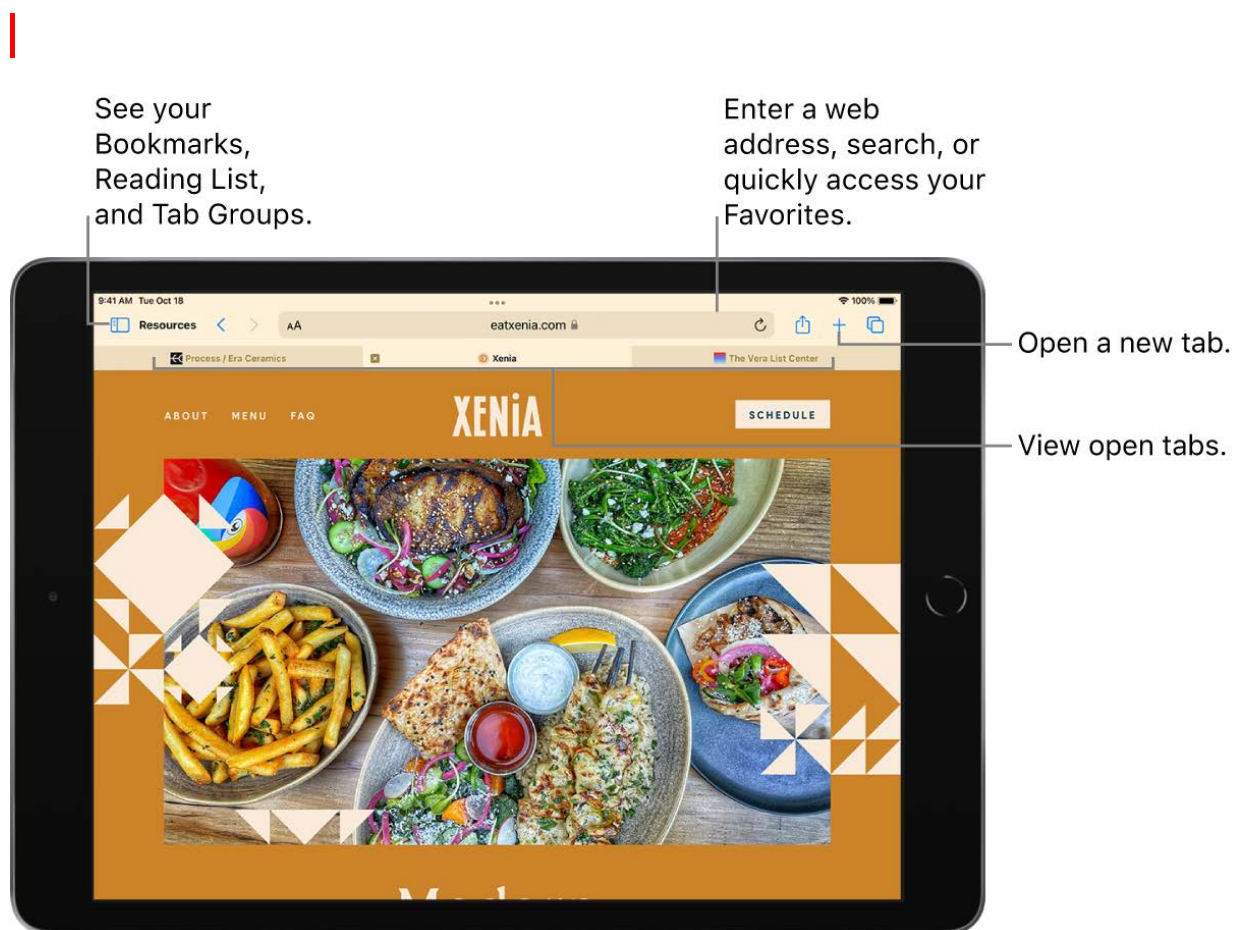 See your
Bookmarks,
Reading List,
and Tab Groups.
Enter a web
address, search, or
quickly access your
Favorites.
9:41 AM Tue Oct 18
100%
Resources
AA
eatxenia.com
Process / Era Ceramics
Xenia
The Vera List Center
Open a new tab.
ABOUT MENU FAQ
XENiA
SCHEDULE
View open tabs.